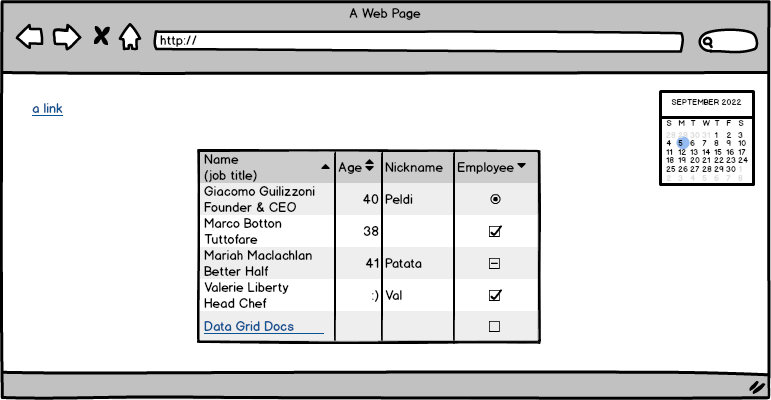 A Web Page
http://
a link
SEPTEMBER 2022
S M T W T F S
28 29 30 31 1 2 3
4 5 6 7 8 9 10
11 12 13 14 15 16 17
18 19 20 21 22 23 24
25 26 27 28 29 30 1
2 3 4 5 6 7 8
Name
(job title)
Age
Nickname
Employee
Giacomo Guilizzoni
Founder & CEO
40
Peldi
Marco Botton
Tuttofare
38
Mariah Maclachlan
Better Half
41
Patata
Valerie Liberty
Head Chef
:)
Val
Data Grid Docs